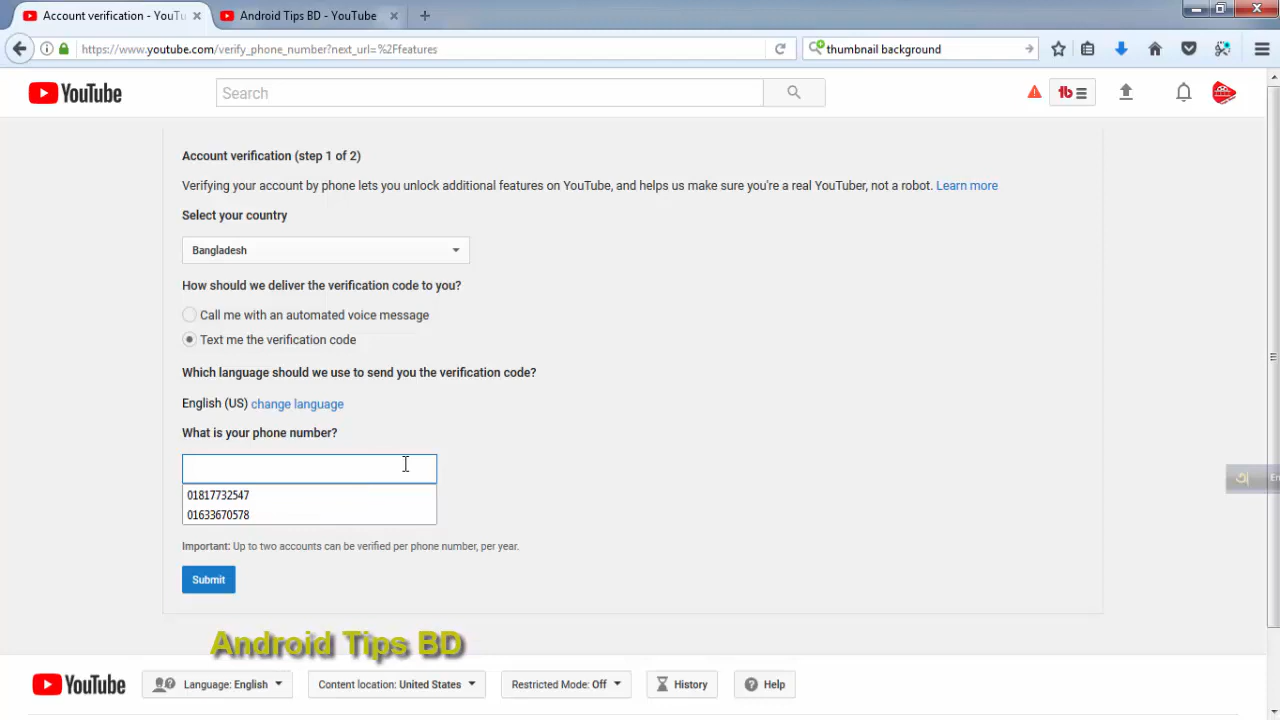 Account verification - YouTu
Android Tips BD - YouTube
https://www.youtube.com/verify_phone_number?next_url=%2Ffeatures
thumbnail background
YouTube
Search
Account verification (step 1 of 2)
Verifying your account by phone lets you unlock additional features on YouTube, and helps us make sure you're a real YouTuber, not a robot. Learn more
Select your country
Bangladesh
How should we deliver the verification code to you?
Call me with an automated voice message
Text me the verification code
Which language should we use to send you the verification code?
English (US) change language
What is your phone number?
01817732547
01633670578
Important: Up to two accounts can be verified per phone number, per year.
Submit
Android Tips BD
YouTube
Language: English
Content location: United States
Restricted Mode: Off
History
Help
অ
En